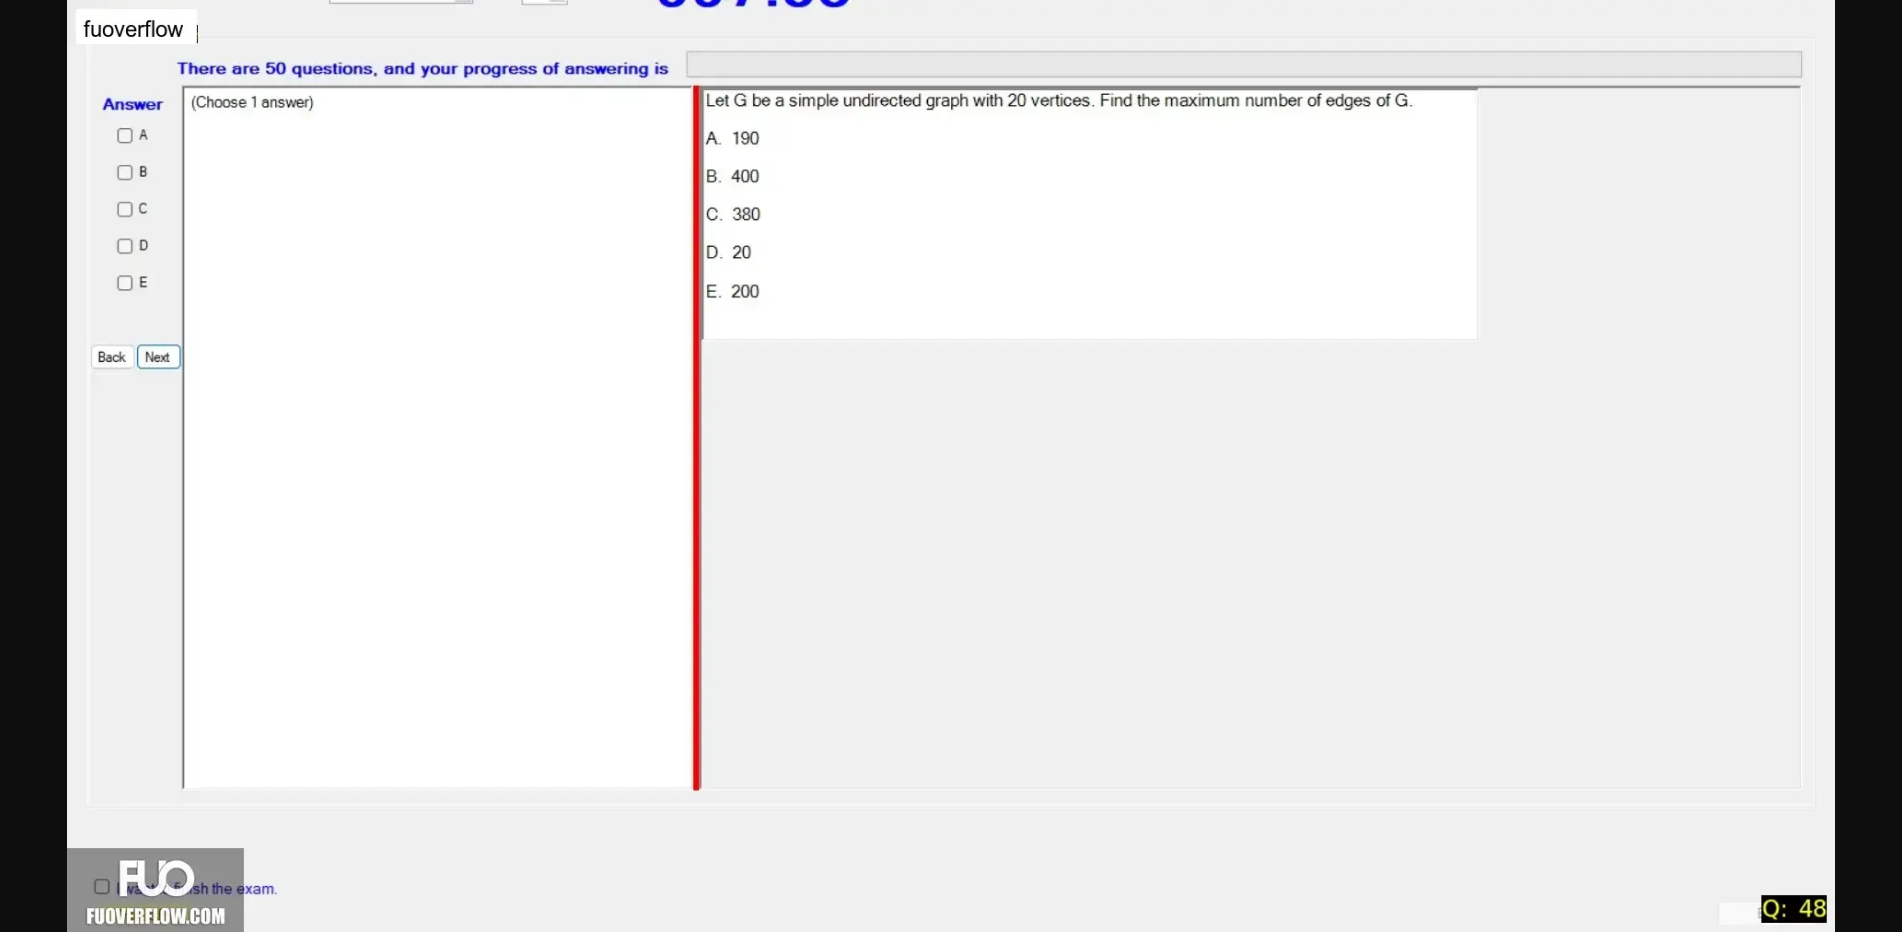 fuoverflow
There are 50 questions, and your progress of answering is
Answer
A
B
C
D
E
Back
Next
(Choose 1 answer)
Let G be a simple undirected graph with 20 vertices. Find the maximum number of edges of G.
A. 190
B. 400
C. 380
D. 20
E. 200
sh the exam.
FUO
FUOVERFLOW.COM
Q: 48